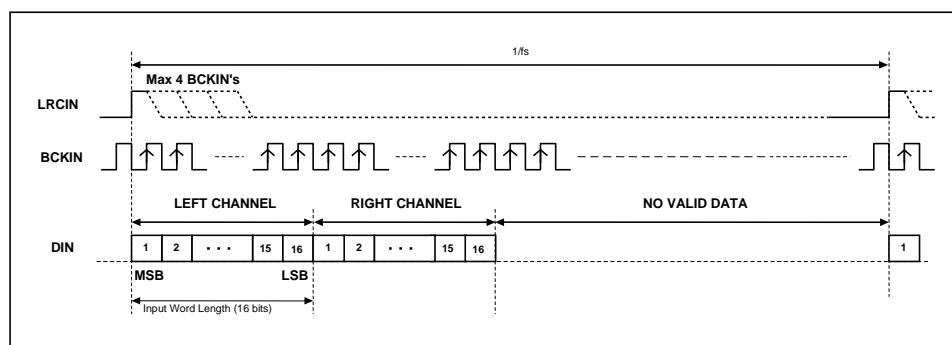 1/fs
Max 4 BCKIN's
LRCIN
BCKIN
LEFT CHANNEL RIGHT CHANNEL NO VALID DATA
DIN 1 2 · · · 15 16 1 2 · · · 15 16 1
MSB LSB
Input Word Length (16 bits)